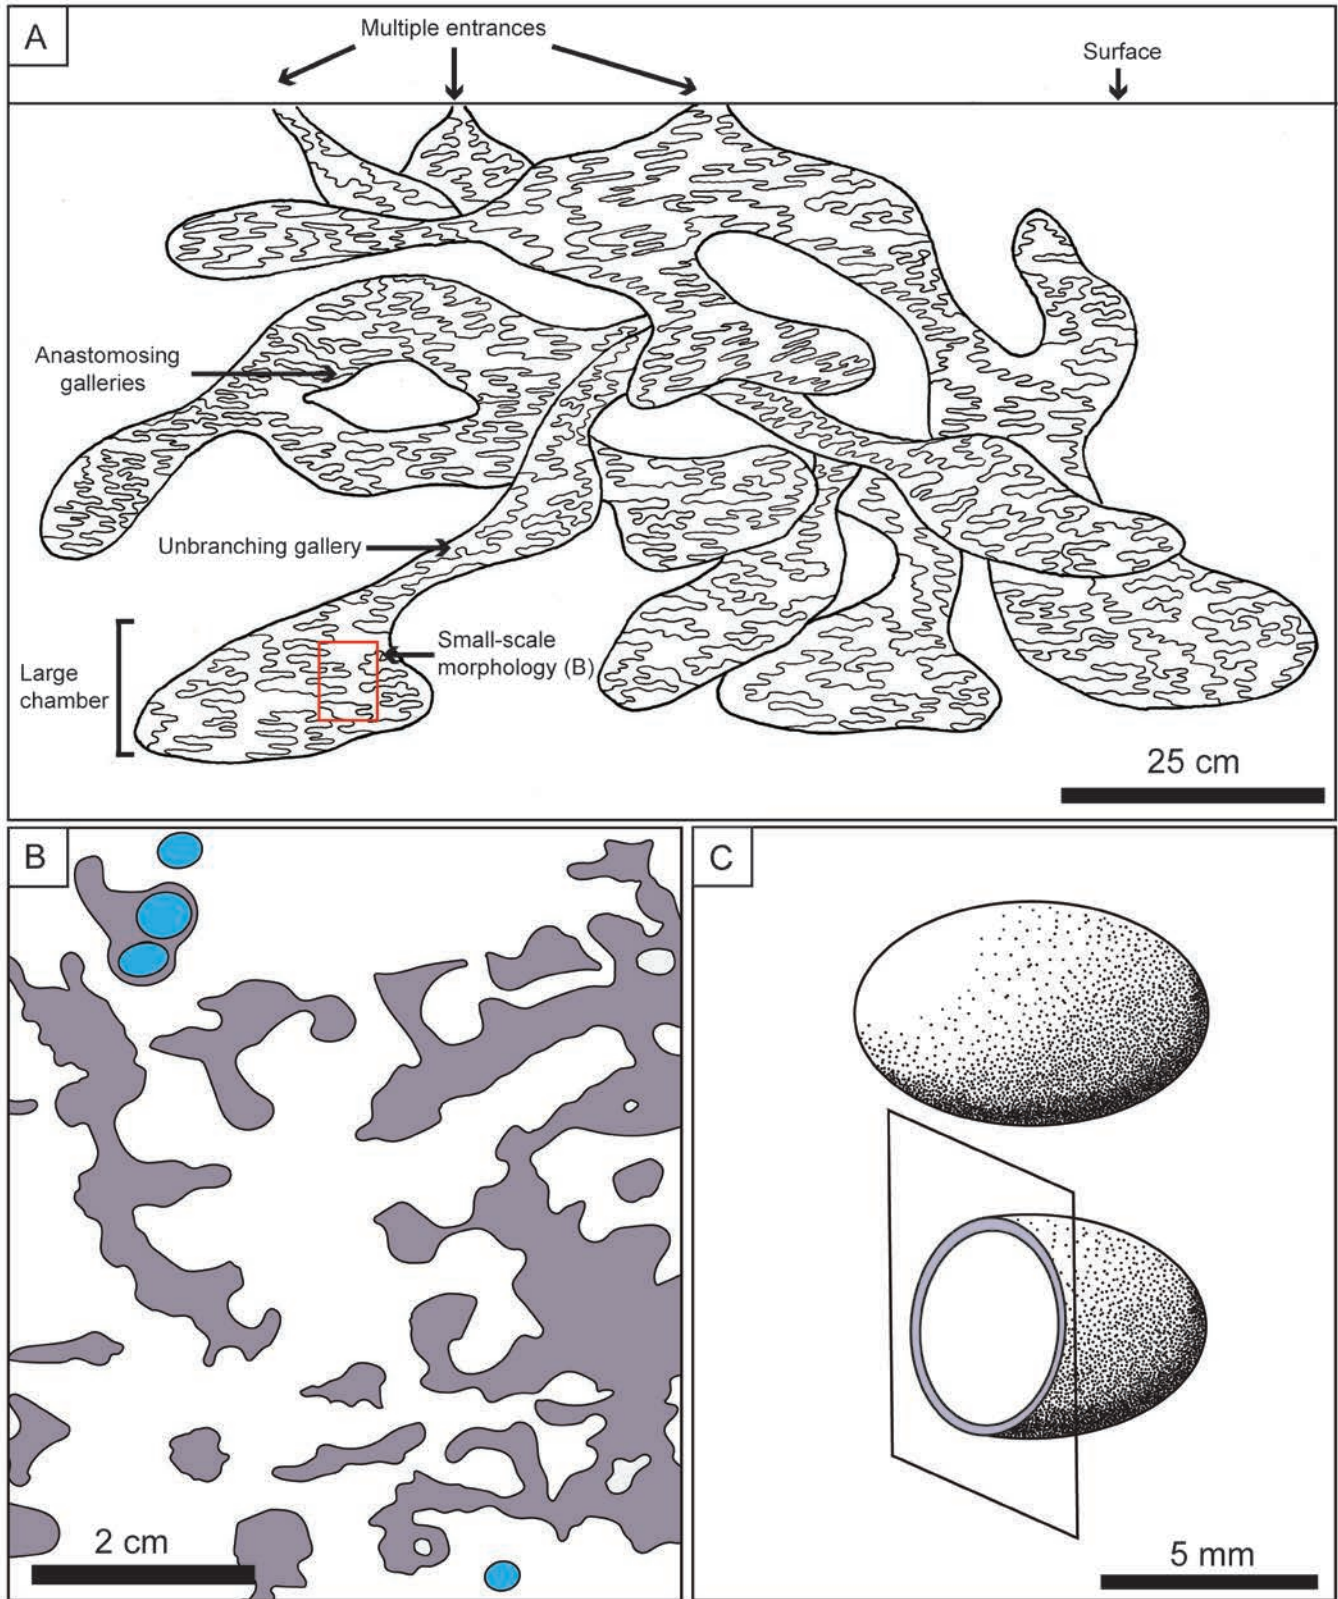 A
Multiple entrances
Surface
Anastomosing
galleries
Unbranching gallery
Small-scale
morphology (B)
Large
chamber
25 cm
B
2 cm
C
5 mm